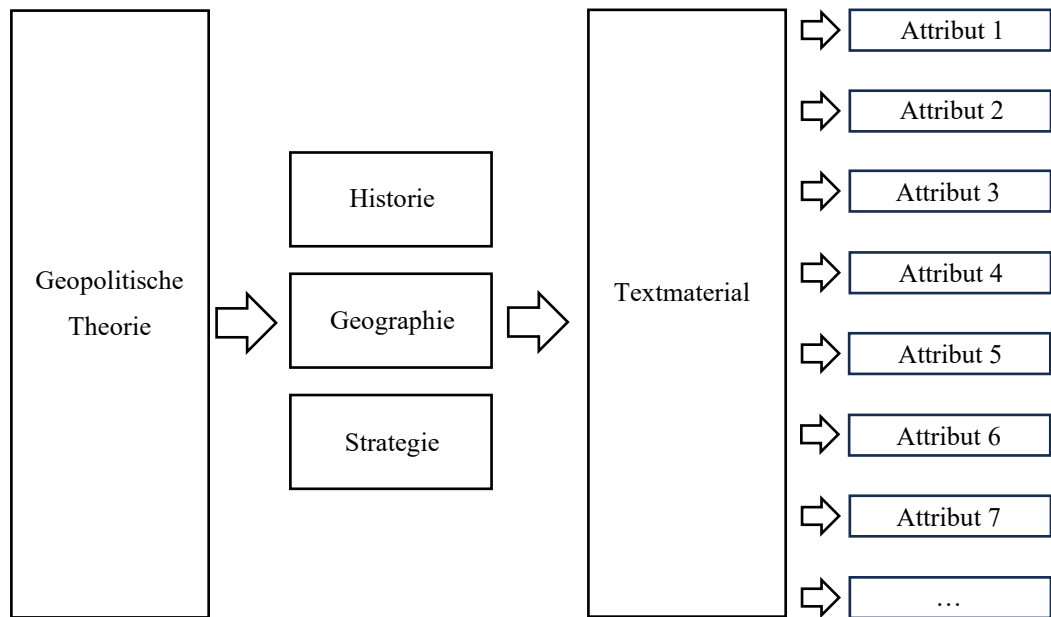 Geopolitische
Theorie
Historie
Geographie
Strategie
Textmaterial
Attribut 1
Attribut 2
Attribut 3
Attribut 4
Attribut 5
Attribut 6
Attribut 7
…